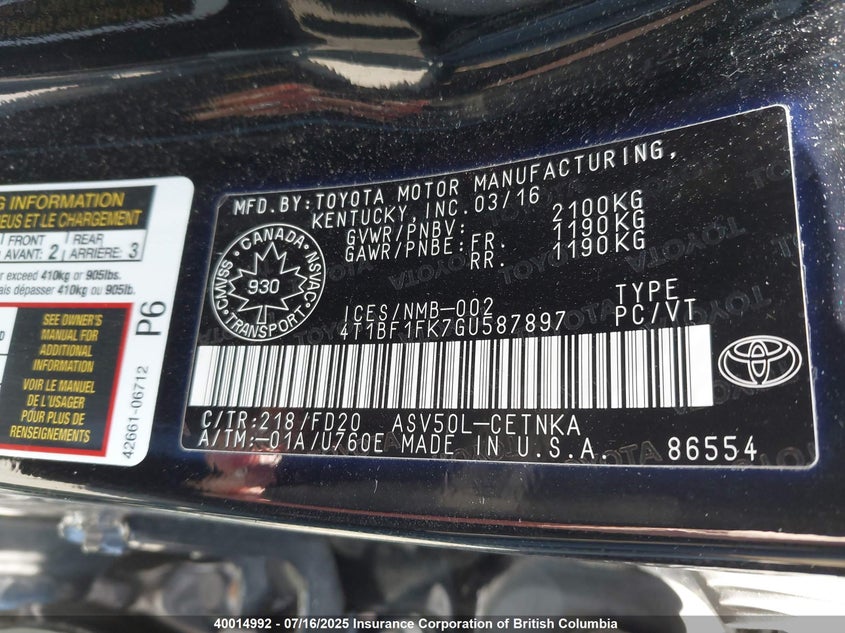 MFD.BY:TOYOTA MOTOR MANUFACTURING,
KENTUCKY,INC.03/16
GVWR/PNBV: 2100KG
GAWR/PNBE:FR. 1190KG
RR. 1190KG
CANADA
CMVSS NSVAC
930
TRANSPORT
ICES/NMB-002
4T1BF1FK7GU587897
TYPE
PC/VT
C/TR:218/FD20 ASV50L-CETNKA
A/TM:-01A/U760E MADE IN U.S.A.
86554
INFORMATION
ET LE CHARGEMENT
FRONT REAR
AVANT: 2 ARRIÈRE: 3
exceed 410kg or 905lbs.
dépasser 410kg ou 905lb.
SEE OWNER'S
MANUAL FOR
ADDITIONAL
INFORMATION
VOIR LE MANUEL
DE L'USAGER
POUR PLUS DE
RENSEIGNEMENTS
P6
42661-06712
40014992 - 07/16/2025 Insurance Corporation of British Columbia